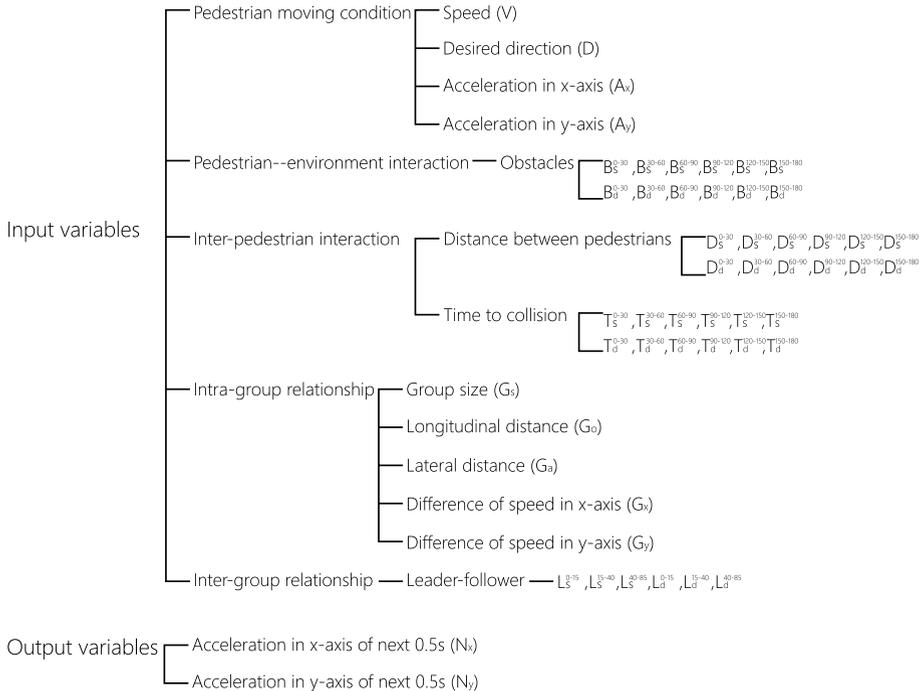 Pedestrian moving condition
Speed (V)
Desired direction (D)
Acceleration in x-axis (Ax)
Acceleration in y-axis (Ay)
Pedestrian--environment interaction
Obstacles
Bs0-30 ,Bs30-60,Bs60-90,Bs90-120,Bs120-150,Bs150-180
Bd0-30 ,Bd30-60,Bd60-90,Bd90-120,Bd120-150,Bd150-180
Input variables
Inter-pedestrian interaction
Distance between pedestrians
Ds0-30 ,Ds30-60,Ds60-90,Ds90-120,Ds120-150,Ds150-180
Dd0-30 ,Dd30-60,Dd60-90,Dd90-120,Dd120-150,Dd150-180
Time to collision
Ts0-30 ,Ts30-60,Ts60-90,Ts90-120,Ts120-150,Ts150-180
Td0-30 ,Td30-60,Td60-90,Td90-120,Td120-150,Td150-180
Intra-group relationship
Group size (Gs)
Longitudinal distance (Go)
Lateral distance (Ga)
Difference of speed in x-axis (Gx)
Difference of speed in y-axis (Gy)
Inter-group relationship
Leader-follower
Ls0-15 ,Ls15-40,Ls40-85,Ld0-15 ,Ld15-40,Ld40-85
Output variables
Acceleration in x-axis of next 0.5s (Nx)
Acceleration in y-axis of next 0.5s (Ny)